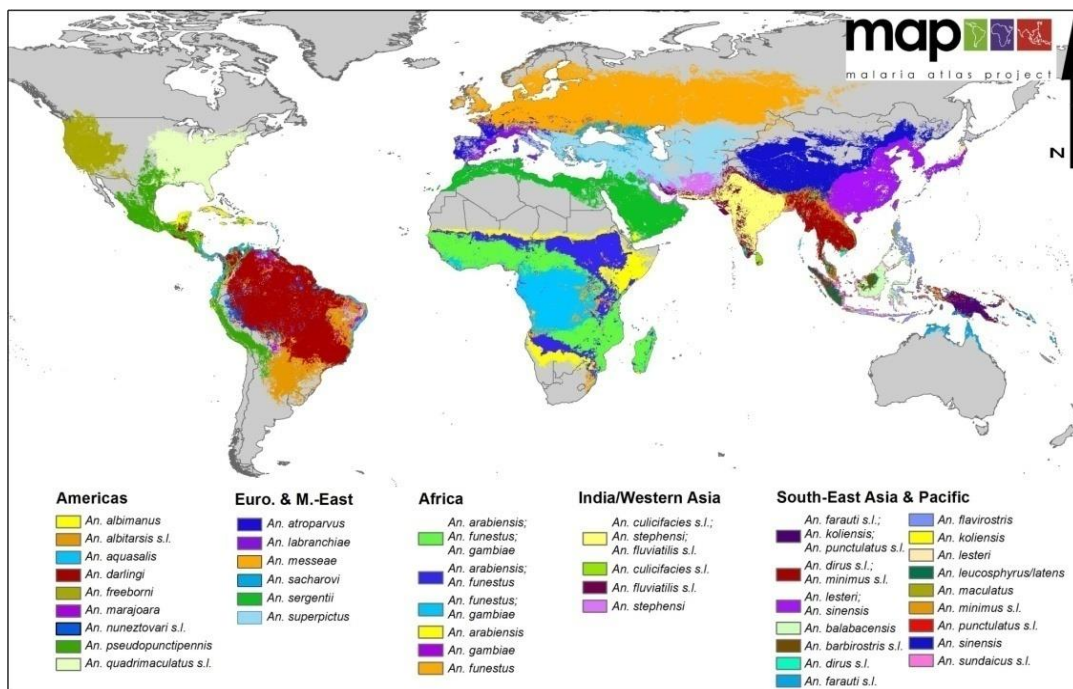 map
malaria atlas project
N
Americas
An. albimanus
An. albitarsis s.l.
An. aquasalis
An. darlingi
An. freeborni
An. marajoara
An. nuneztovari s.l.
An. pseudopunctipennis
An. quadrimaculatus s.l.
Euro. & M.-East
An. atroparvus
An. labranchiae
An. messeae
An. sacharovi
An. sergentii
An. superpictus
Africa
An. arabiensis;
An. funestus;
An. gambiae
An. arabiensis;
An. funestus
An. funestus;
An. gambiae
An. arabiensis
An. gambiae
An. funestus
India/Western Asia
An. culicifacies s.l.;
An. stephensi;
An. fluviatilis s.l.
An. culicifacies s.l.
An. fluviatilis s.l.
An. stephensi
South-East Asia & Pacific
An. farauti s.l.;
An. koliensis;
An. punctulatus s.l.
An. dirus s.l.;
An. minimus s.l.
An. lesteri;
An. sinensis
An. balabacensis
An. barbirostris s.l.
An. dirus s.l.
An. farauti s.l.
An. flavirostris
An. koliensis
An. lesteri
An. leucosphyrus/latens
An. maculatus
An. minimus s.l.
An. punctulatus s.l.
An. sinensis
An. sundaicus s.l.